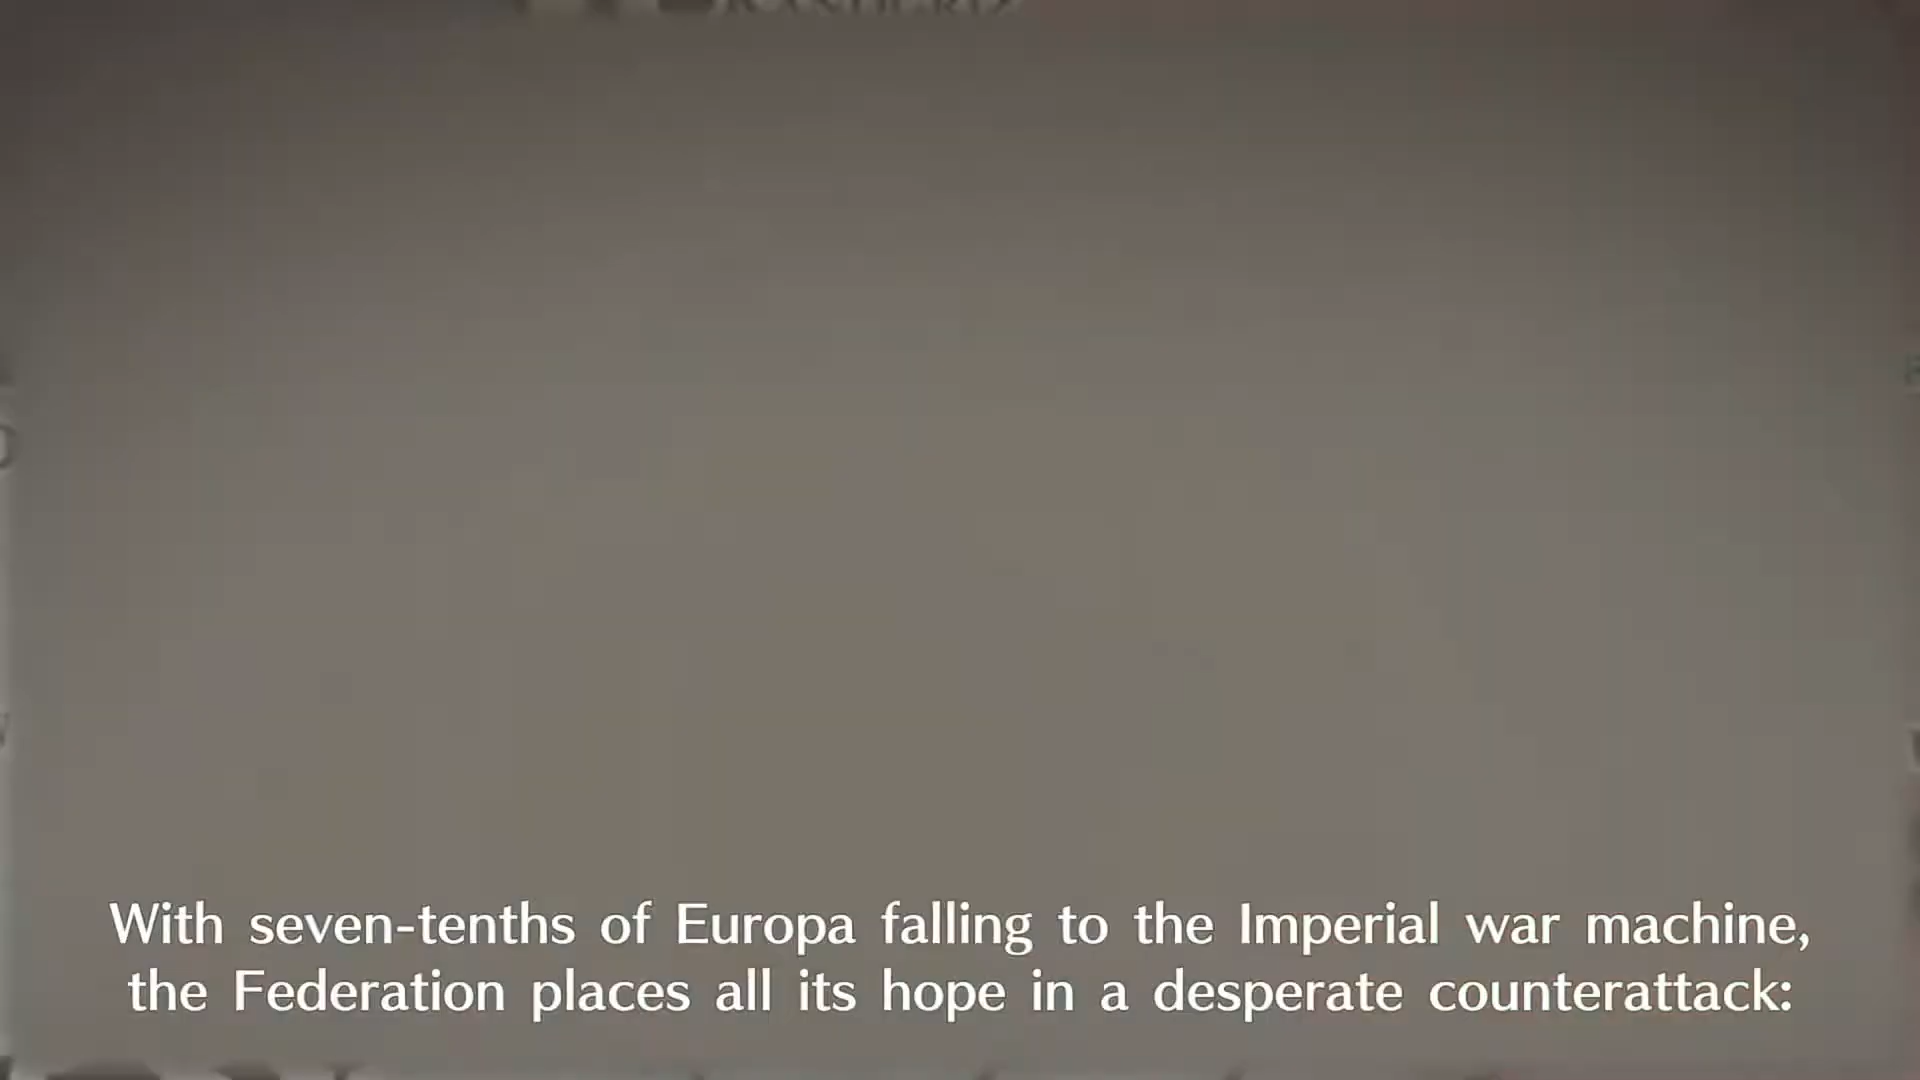 With seven-tenths of Europa falling to the Imperial war machine,
the Federation places all its hope in a desperate counterattack: